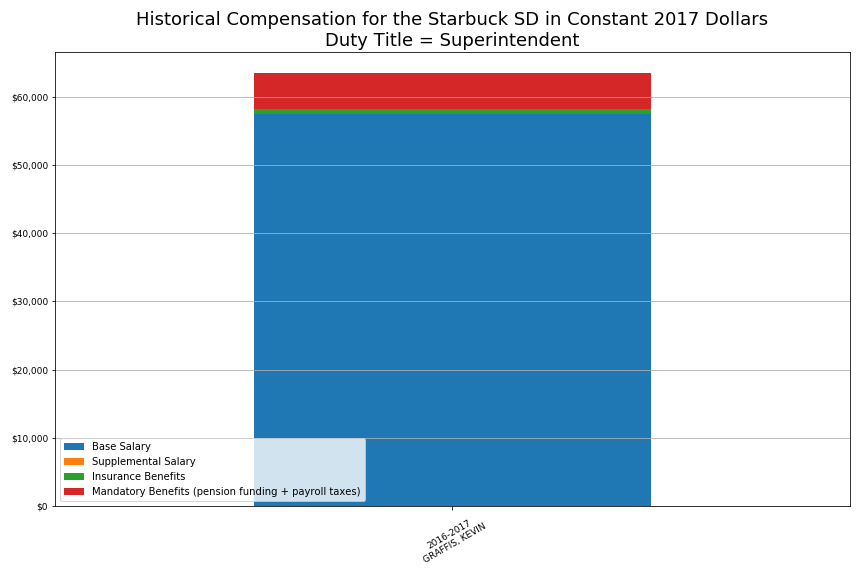 Historical Compensation for the Starbuck SD in Constant 2017 Dollars
Duty Title = Superintendent
$60,000
$50,000
$40,000
$30,000
$20,000
$10,000
$0
Base Salary
Supplemental Salary
Insurance Benefits
Mandatory Benefits (pension funding + payroll taxes)
2016-2017
GRAFFIS, KEVIN